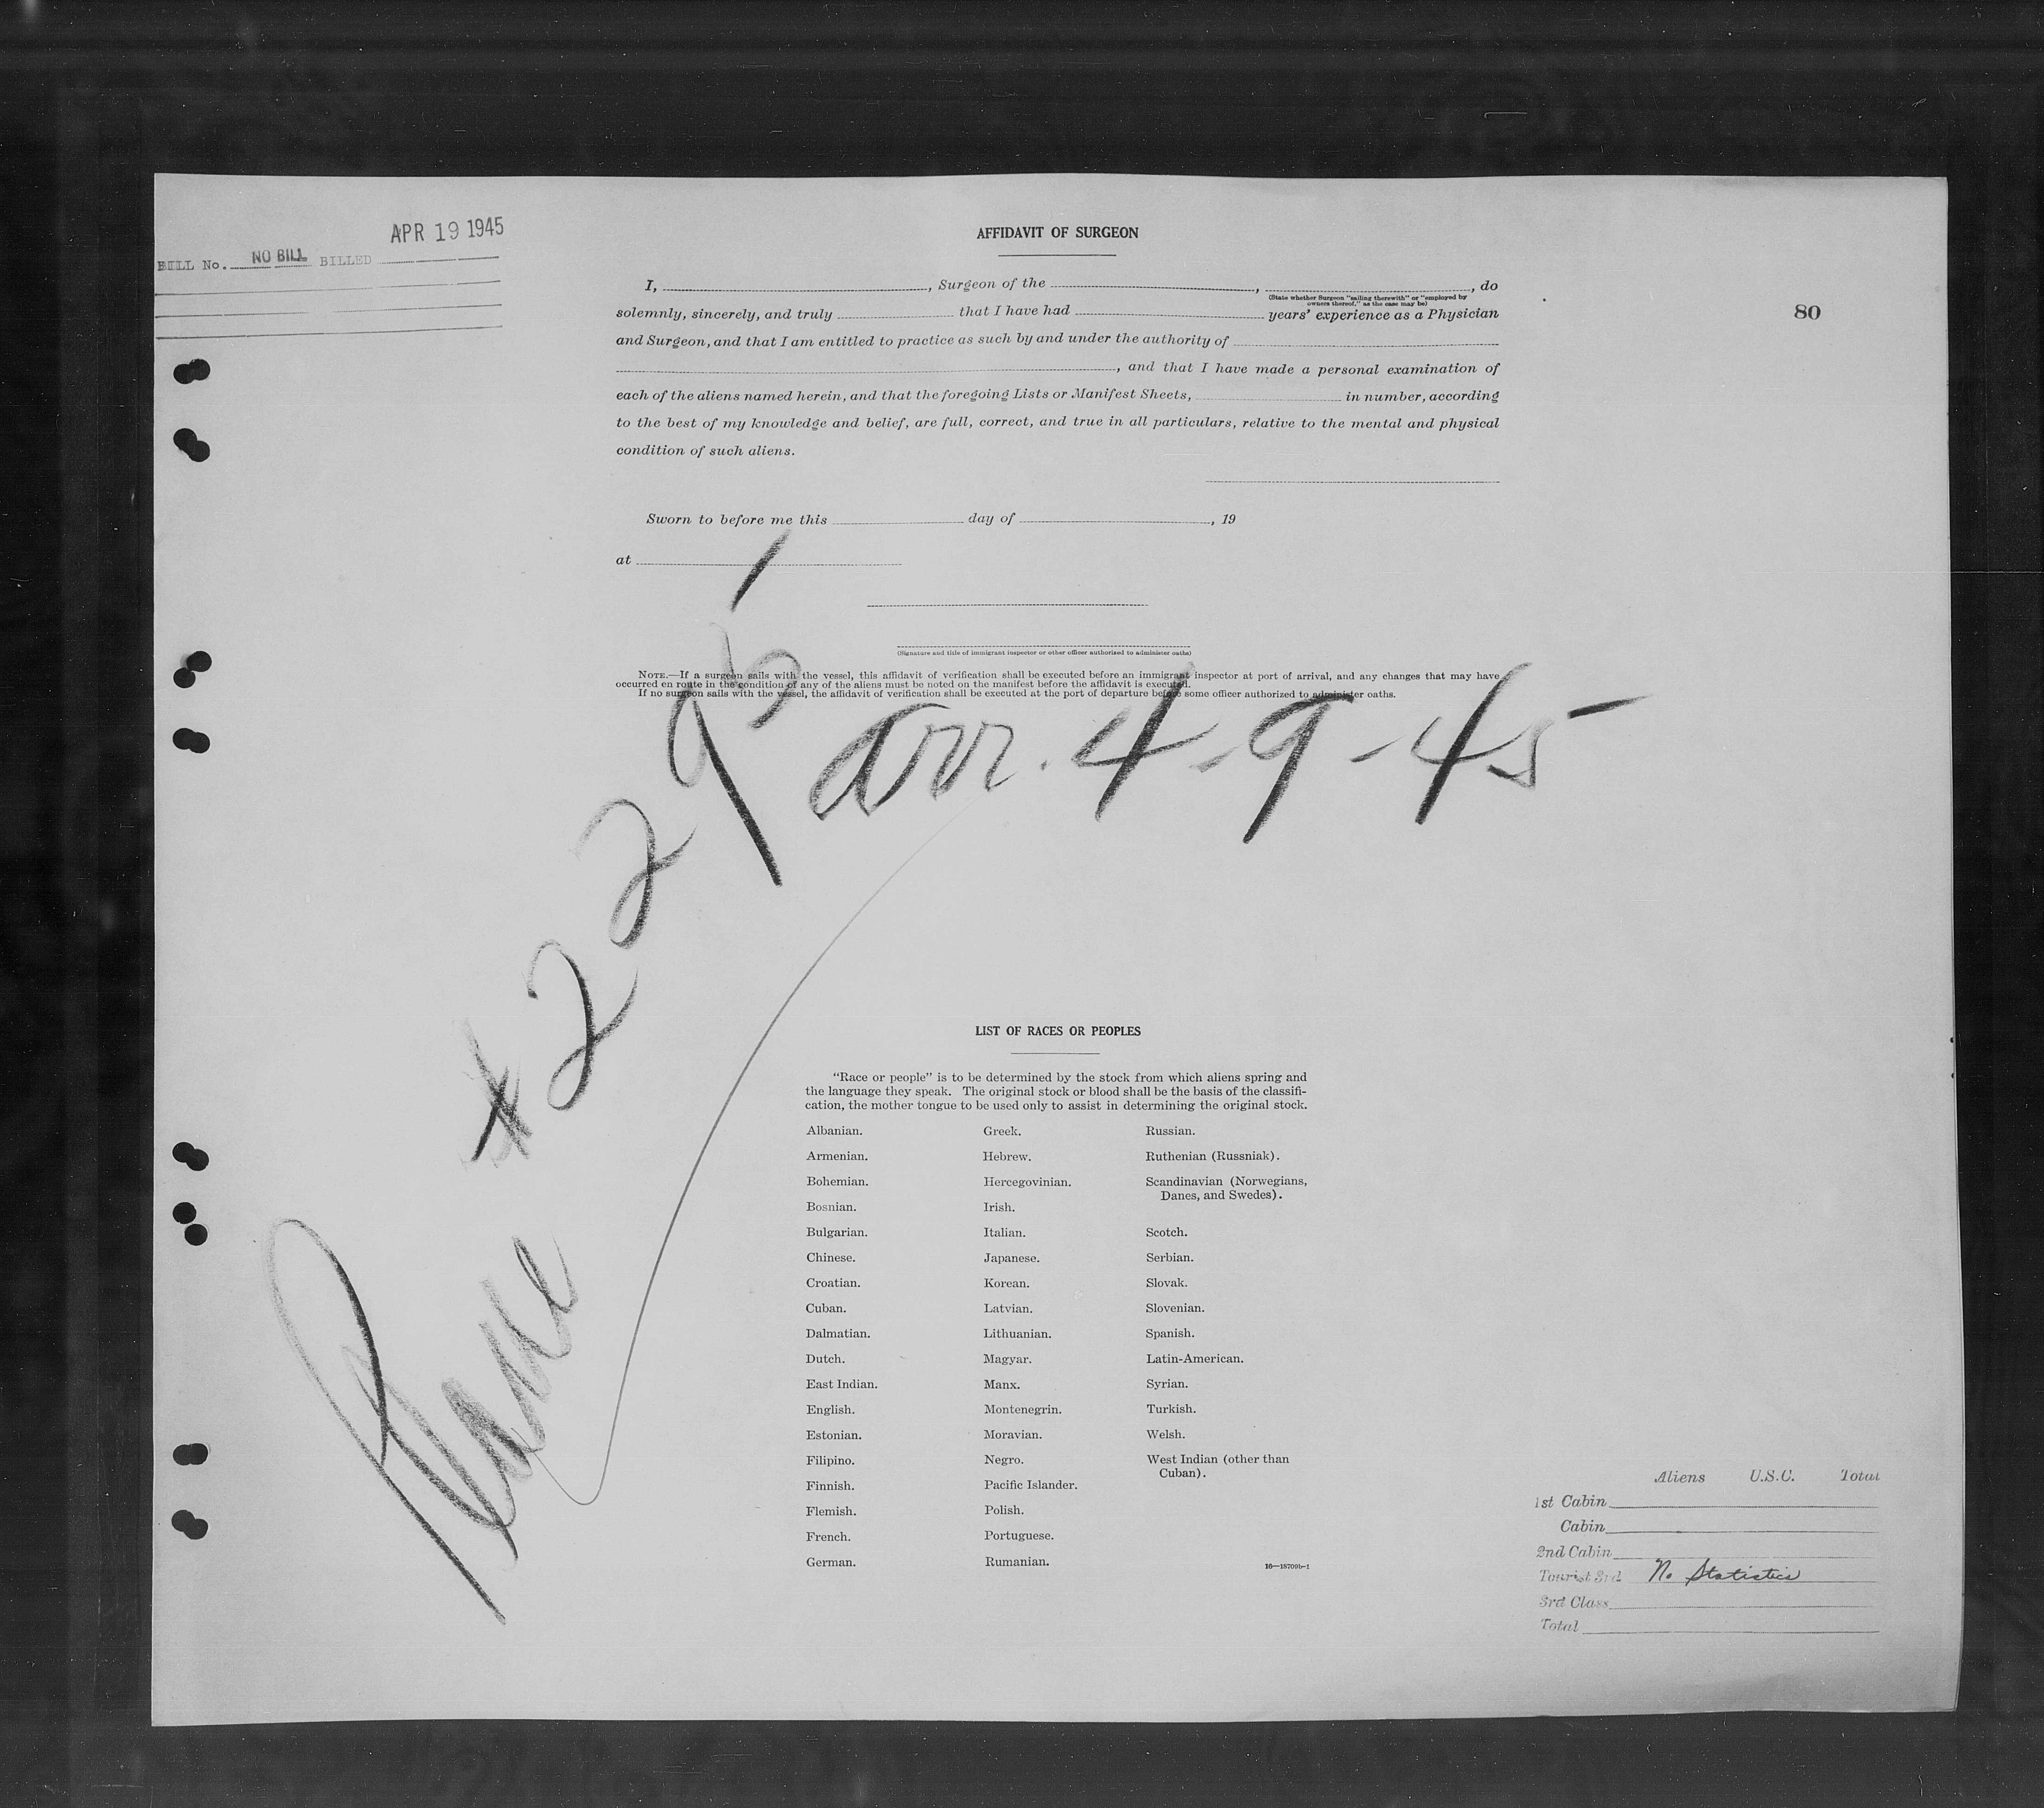 APR 19 1945
BILL No. NO BILL BILLED
AFFIDAVIT OF SURGEON
I, , Surgeon of the , , do
(State whether Surgeon "sailing therewith" or "employed by
owners thereof," as the case may be)
80
solemnly, sincerely, and truly that I have had years' experience as a Physician
and Surgeon, and that I am entitled to practice as such by and under the authority of
, and that I have made a personal examination of
each of the aliens named herein, and that the foregoing Lists or Manifest Sheets, in number, according
to the best of my knowledge and belief, are full, correct, and true in all particulars, relative to the mental and physical
condition of such aliens.
Sworn to before me this day of , 19
at
(Signature and title of immigrant inspector or other officer authorized to administer oaths)
NOTE.—If a surgeon sails with the vessel, this affidavit of verification shall be executed before an immigrant inspector at port of arrival, and any changes that may have
occurred en route in the condition of any of the aliens must be noted on the manifest before the affidavit is executed.
If no surgeon sails with the vessel, the affidavit of verification shall be executed at the port of departure before some officer authorized to administer oaths.
Plane #2295
arr. 4-9-45
LIST OF RACES OR PEOPLES
"Race or people" is to be determined by the stock from which aliens spring and
the language they speak. The original stock or blood shall be the basis of the classifi-
cation, the mother tongue to be used only to assist in determining the original stock.
Albanian. Greek. Russian.
Armenian. Hebrew. Ruthenian (Russniak).
Bohemian. Hercegovinian. Scandinavian (Norwegians,
Danes, and Swedes).
Bosnian. Irish.
Bulgarian. Italian. Scotch.
Chinese. Japanese. Serbian.
Croatian. Korean. Slovak.
Cuban. Latvian. Slovenian.
Dalmatian. Lithuanian. Spanish.
Dutch. Magyar. Latin-American.
East Indian. Manx. Syrian.
English. Montenegrin. Turkish.
Estonian. Moravian. Welsh.
Filipino. Negro. West Indian (other than
Cuban).
Finnish. Pacific Islander.
Flemish. Polish.
French. Portuguese.
German. Rumanian.
16—18709b-1
Aliens U.S.C. Total
1st Cabin
Cabin
2nd Cabin
Tourist 3rd No Statistics
3rd Class
Total